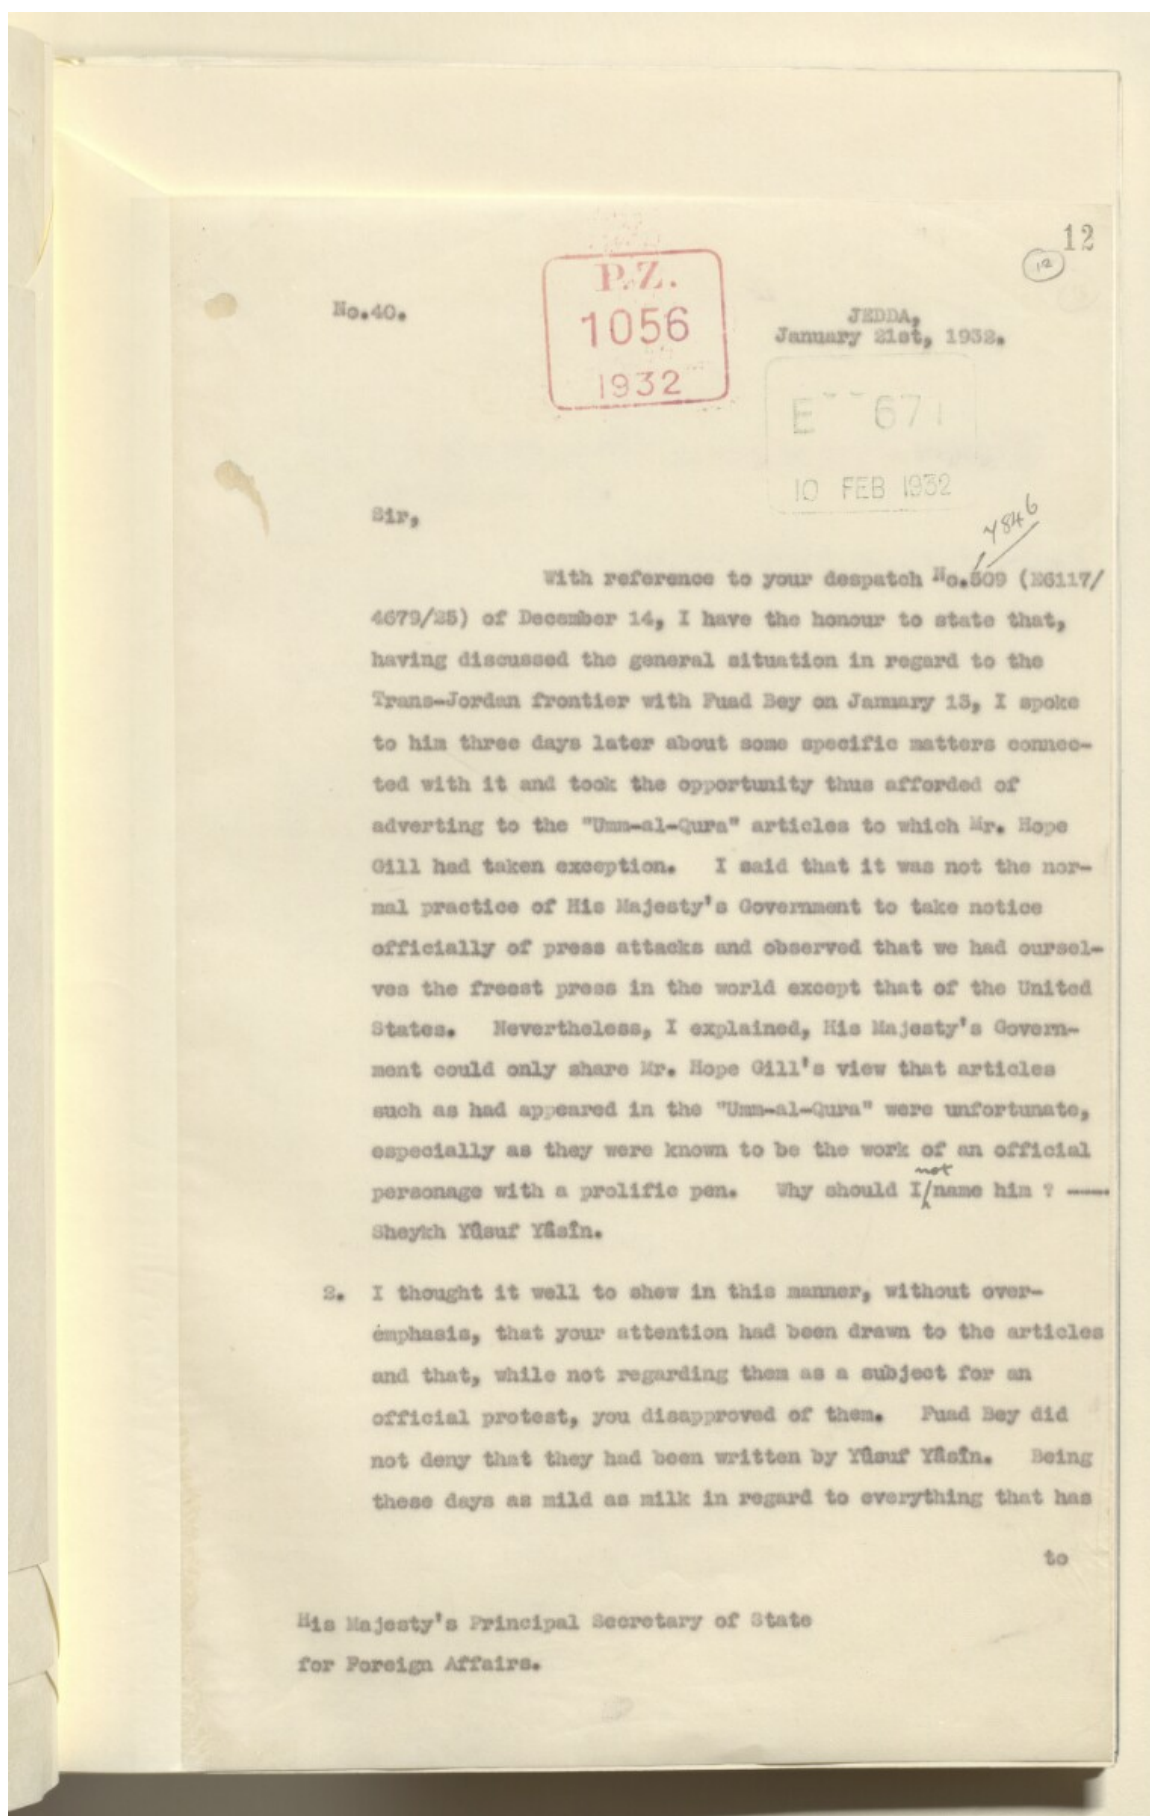 12
12
P.Z.
1056
1932
No.40.
JEDDA,
January 21st, 1932.
E 671
10 FEB 1932
Sir,
7846
With reference to your despatch No.509 (E6117/
4679/25) of December 14, I have the honour to state that,
having discussed the general situation in regard to the
Trans-Jordan frontier with Fuad Bey on January 13, I spoke
to him three days later about some specific matters connec-
ted with it and took the opportunity thus afforded of
adverting to the "Umm-al-Qura" articles to which Mr. Hope
Gill had taken exception. I said that it was not the nor-
mal practice of His Majesty's Government to take notice
officially of press attacks and observed that we had oursel-
ves the freest press in the world except that of the United
States. Nevertheless, I explained, His Majesty's Govern-
ment could only share Mr. Hope Gill's view that articles
such as had appeared in the "Umm-al-Qura" were unfortunate,
especially as they were known to be the work of an official
personage with a prolific pen. Why should I not name him ? ----
Sheykh Yûsuf Yâsîn.
2. I thought it well to shew in this manner, without over-
emphasis, that your attention had been drawn to the articles
and that, while not regarding them as a subject for an
official protest, you disapproved of them. Fuad Bey did
not deny that they had been written by Yûsuf Yâsîn. Being
these days as mild as milk in regard to everything that has
to
His Majesty's Principal Secretary of State
for Foreign Affairs.